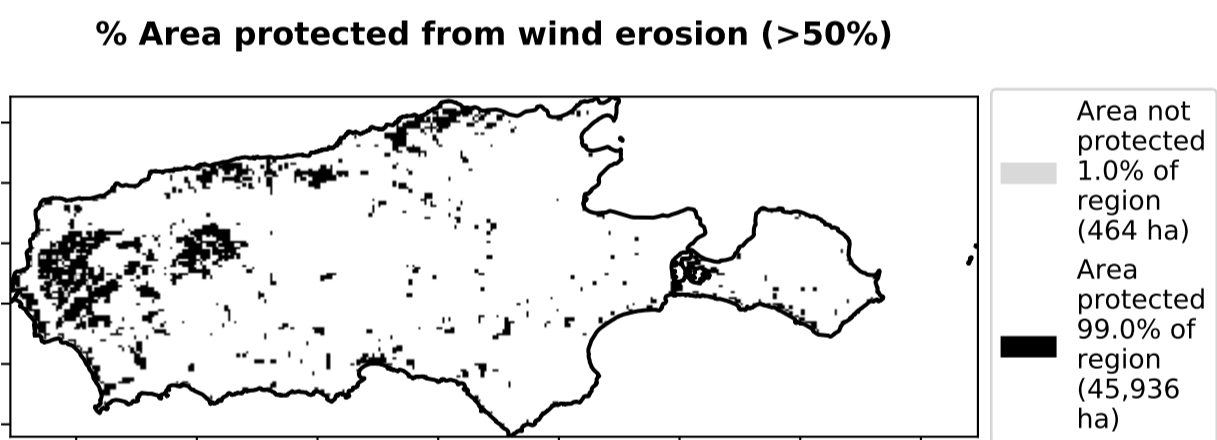 % Area protected from wind erosion (>50%)
Area not
protected
1.0% of
region
(464 ha)
Area
protected
99.0% of
region
(45,936
ha)